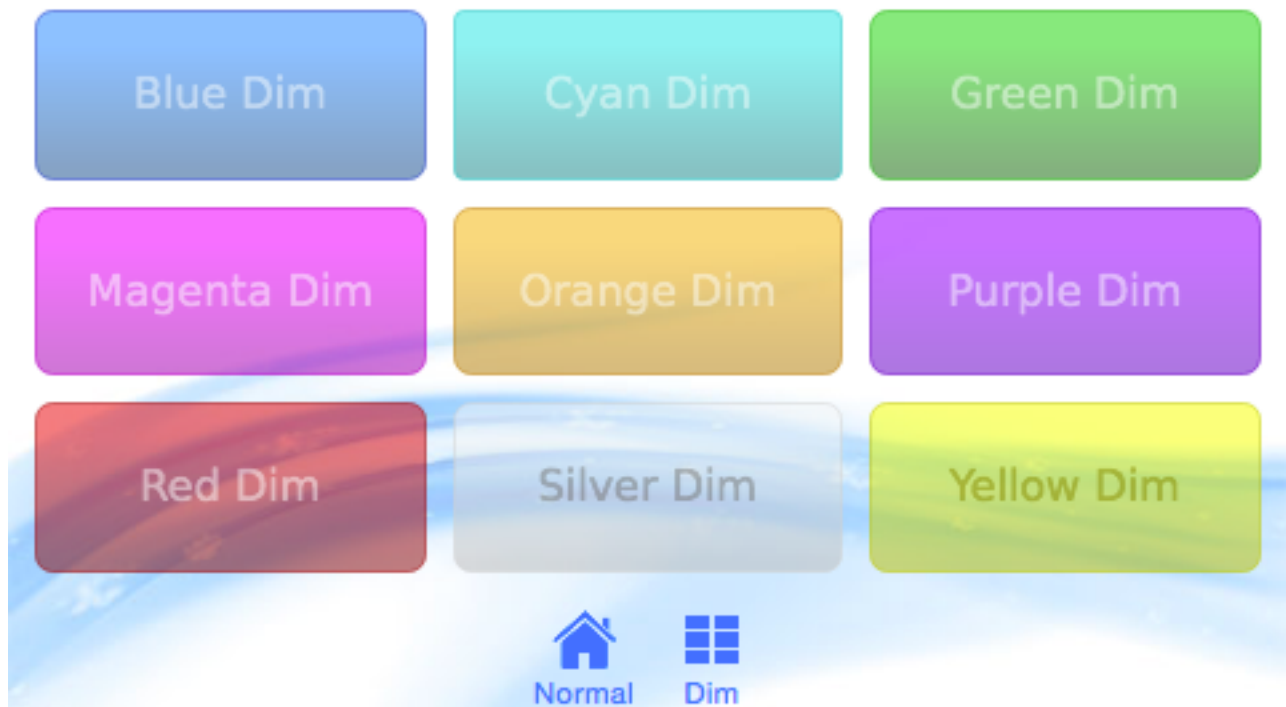 Blue Dim
Cyan Dim
Green Dim
Magenta Dim
Orange Dim
Purple Dim
Red Dim
Silver Dim
Yellow Dim
Normal
Dim